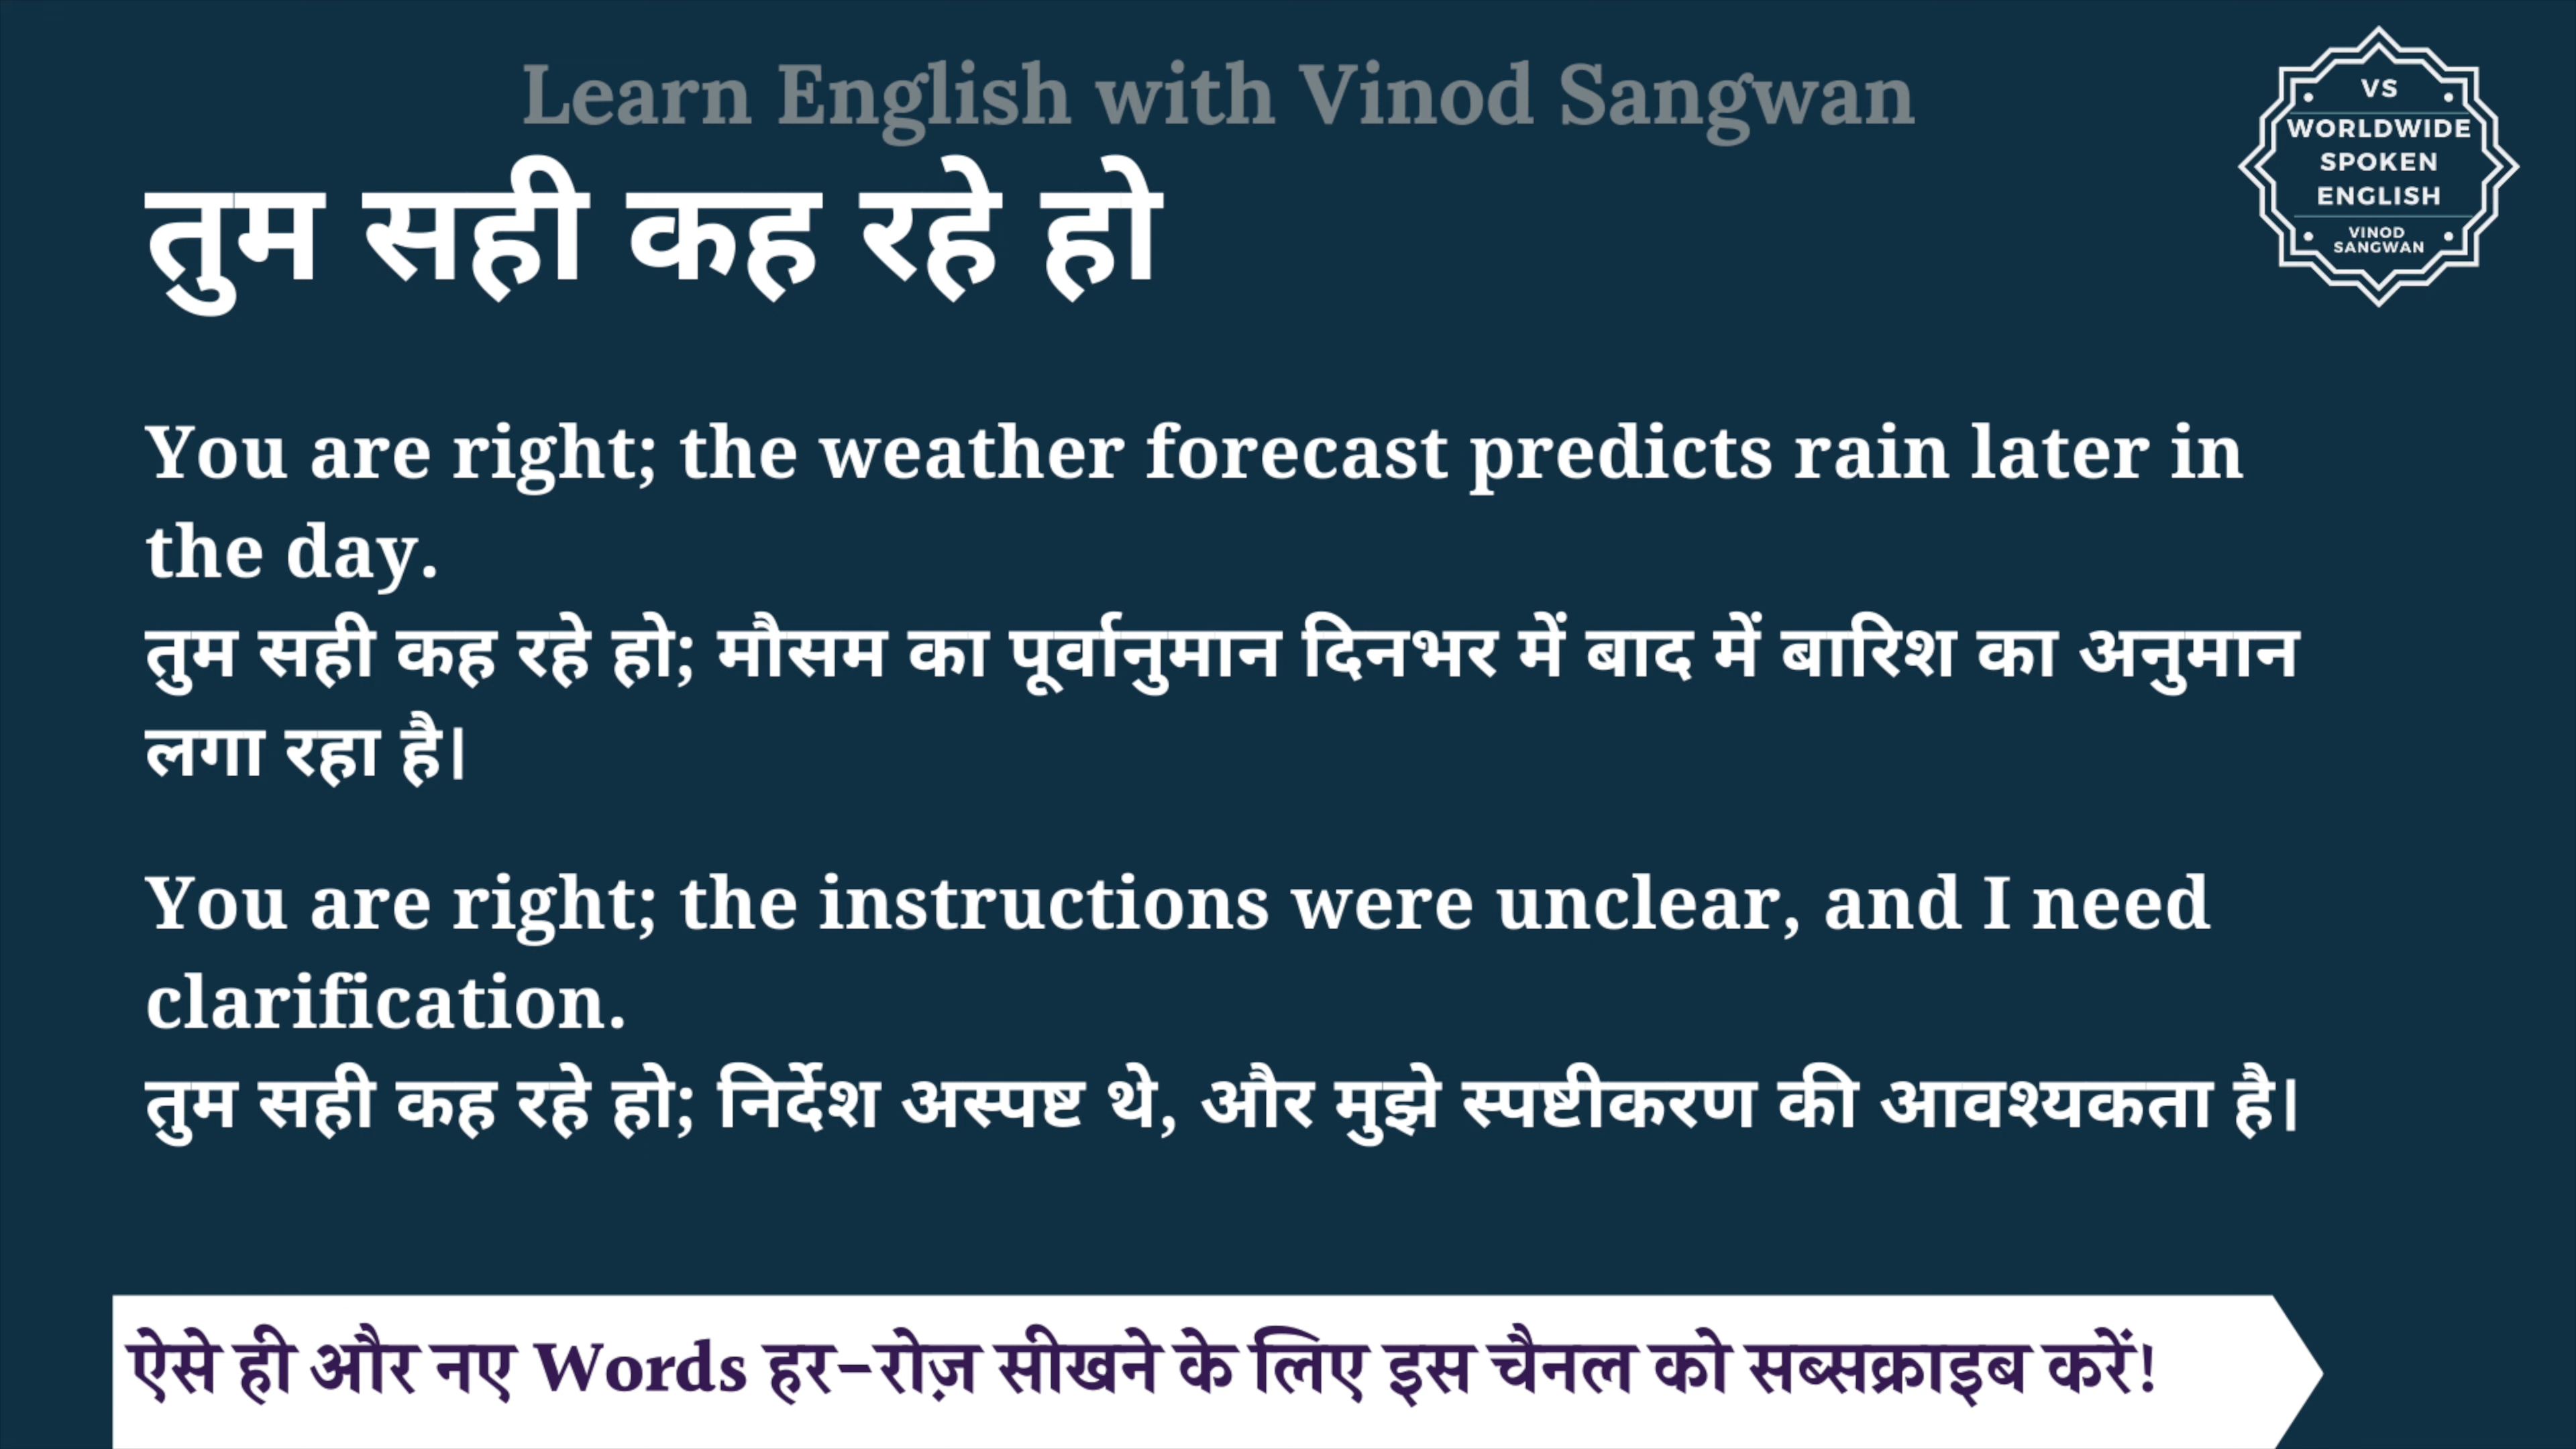 Learn English with Vinod Sangwan
VS
WORLDWIDE
SPOKEN
ENGLISH
VINOD
SANGWAN
तुम सही कह रहे हो
You are right; the weather forecast predicts rain later in
the day.
तुम सही कह रहे हो; मौसम का पूर्वानुमान दिनभर में बाद में बारिश का अनुमान
लगा रहा है।
You are right; the instructions were unclear, and I need
clarification.
तुम सही कह रहे हो; निर्देश अस्पष्ट थे, और मुझे स्पष्टीकरण की आवश्यकता है।
ऐसे ही और नए Words हर-रोज़ सीखने के लिए इस चैनल को सब्सक्राइब करें!